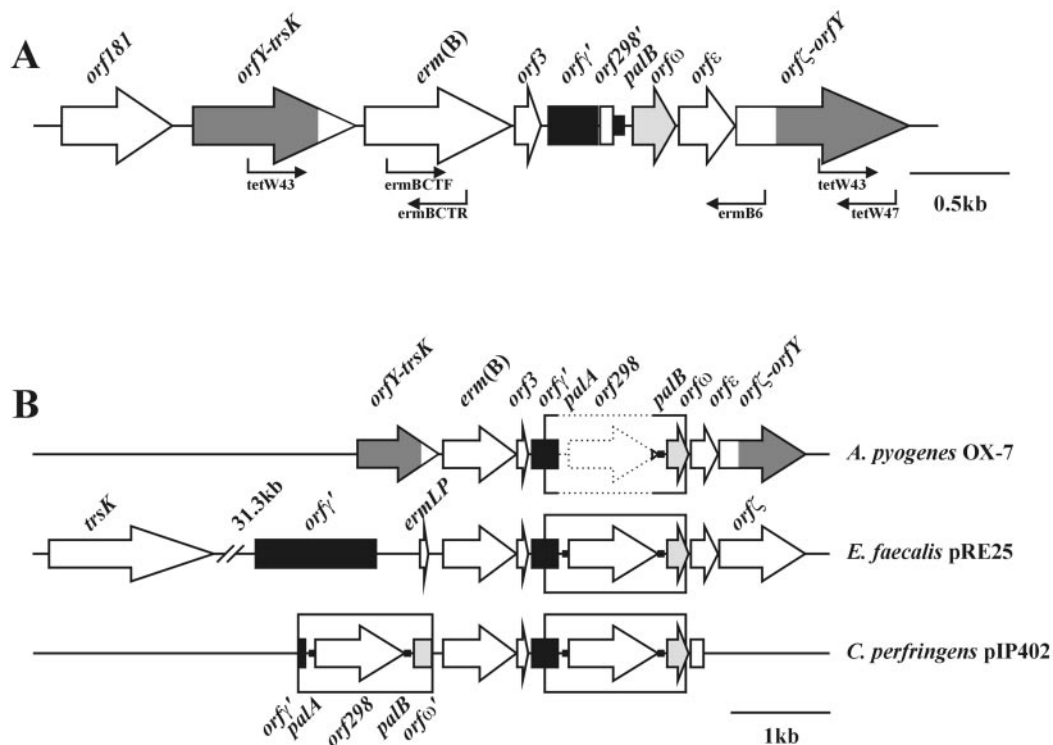 A
orf181 orfY-trsK erm(B) orf3 orfγ' orf298' palB orfω orfε orfζ-orfY
tetW43 ermBCTF tetW43
ermBCTR ermB6 tetW47
0.5kb
B
orfY-trsK erm(B) orf3 orfγ' palA orf298 palB orfω orfε orfζ-orfY
A. pyogenes OX-7
trsK 31.3kb orfγ' ermLP orfζ
E. faecalis pRE25
C. perfringens pIP402
orfγ' palA orf298 palB orfω'
1kb